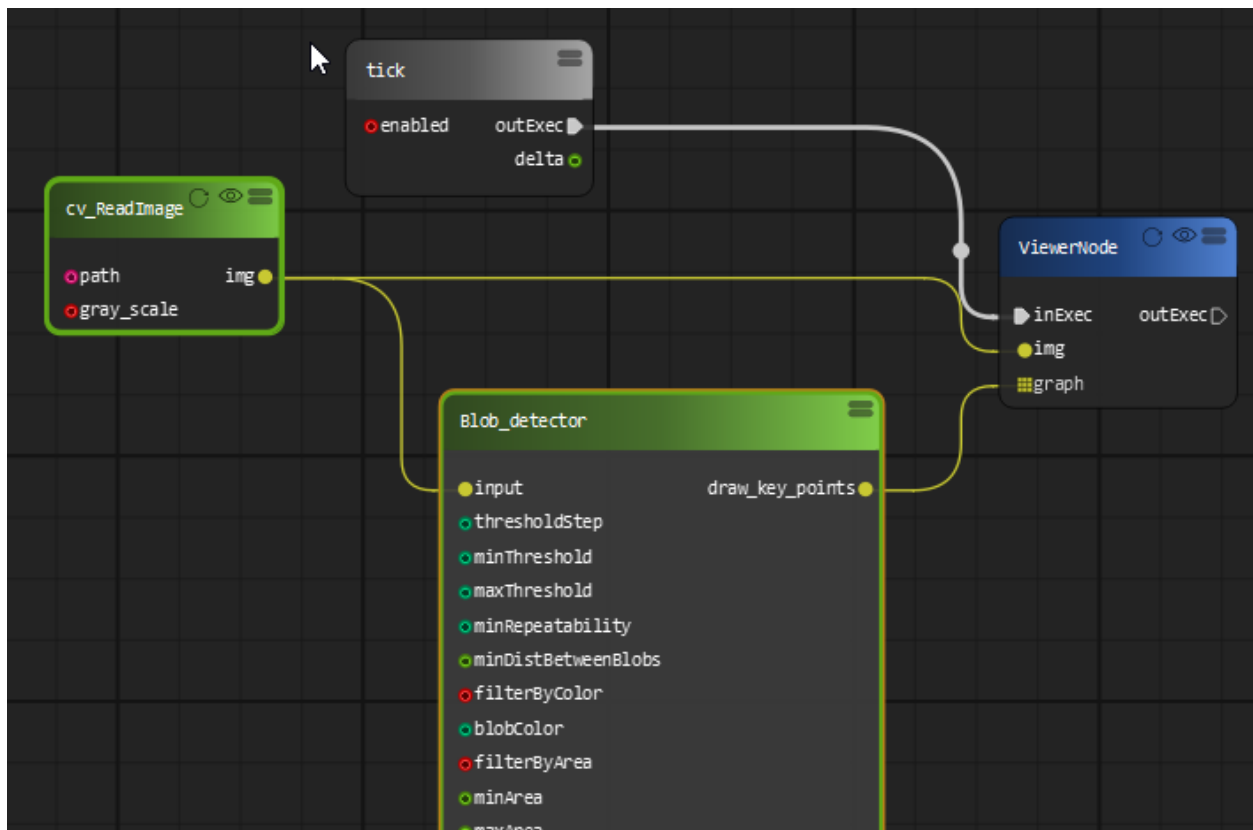 tick
enabled outExec
delta
cv_ReadImage
path img
gray_scale
ViewerNode
inExec outExec
img
graph
Blob_detector
input draw_key_points
thresholdStep
minThreshold
maxThreshold
minRepeatability
minDistBetweenBlobs
filterByColor
blobColor
filterByArea
minArea
maxArea